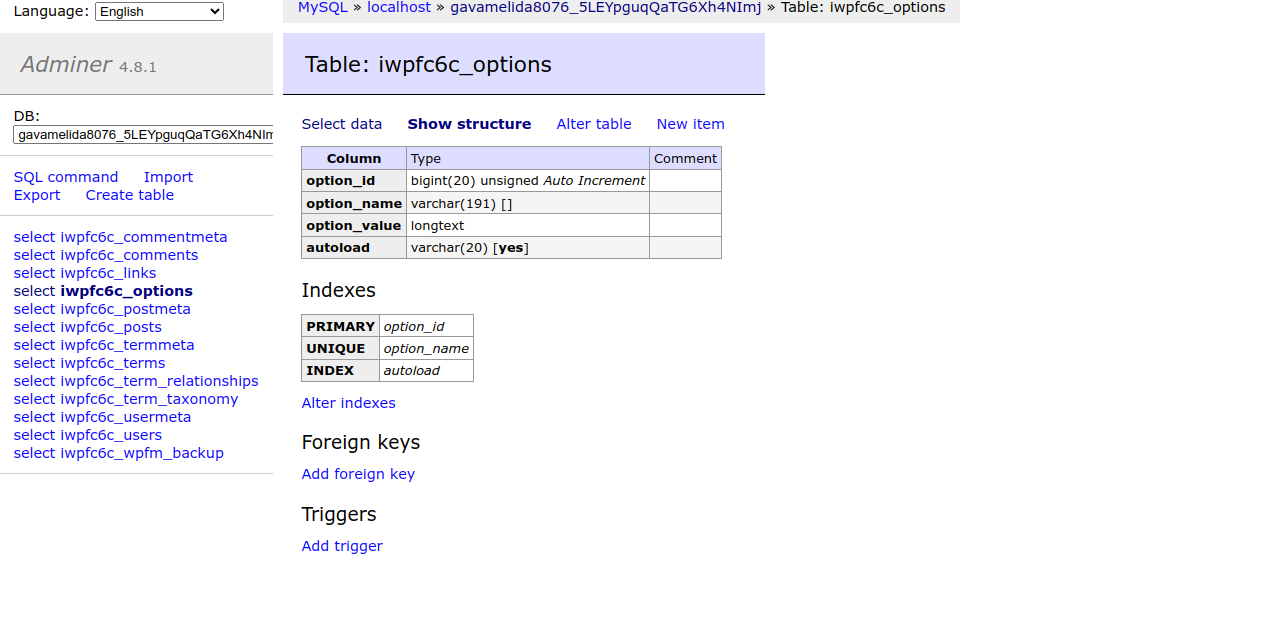 Language: English
MySQL » localhost » gavamelida8076_5LEYpguqQaTG6Xh4NImj » Table: iwpfc6c_options
Adminer 4.8.1
DB:
gavamelida8076_5LEYpguqQaTG6Xh4NIm
SQL command Import
Export Create table
select iwpfc6c_commentmeta
select iwpfc6c_comments
select iwpfc6c_links
select iwpfc6c_options
select iwpfc6c_postmeta
select iwpfc6c_posts
select iwpfc6c_termmeta
select iwpfc6c_terms
select iwpfc6c_term_relationships
select iwpfc6c_term_taxonomy
select iwpfc6c_usermeta
select iwpfc6c_users
select iwpfc6c_wpfm_backup
Table: iwpfc6c_options
Select data Show structure Alter table New item
Column Type Comment
option_id bigint(20) unsigned Auto Increment
option_name varchar(191) []
option_value longtext
autoload varchar(20) [yes]
Indexes
PRIMARY option_id
UNIQUE option_name
INDEX autoload
Alter indexes
Foreign keys
Add foreign key
Triggers
Add trigger